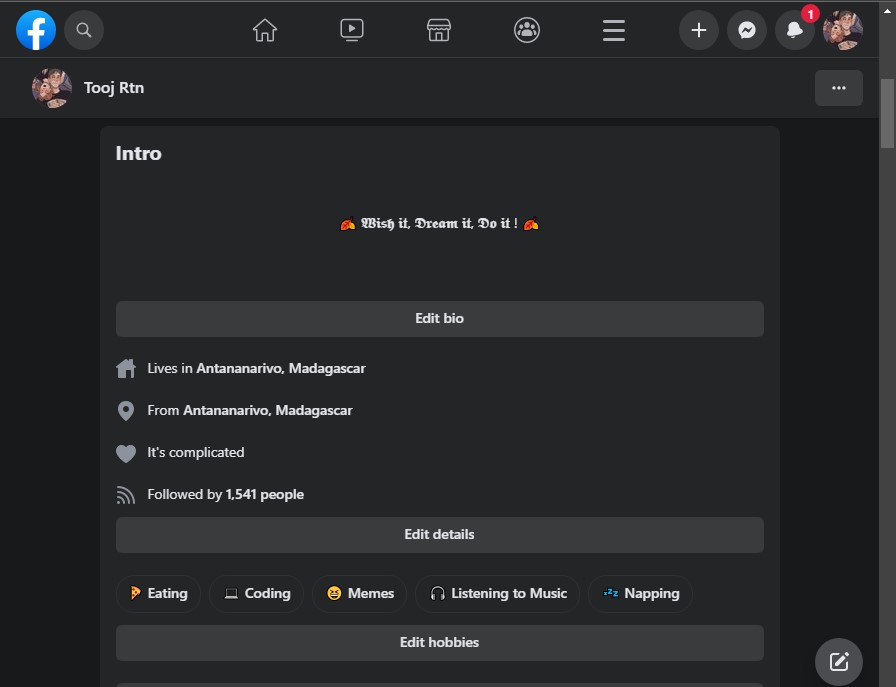 1
Tooj Rtn
Intro
🍂 𝖂𝖎𝖘𝖍 𝖎𝖙, 𝕯𝖗𝖊𝖆𝖒 𝖎𝖙, 𝕯𝖔 𝖎𝖙 ! 🍂
Edit bio
Lives in Antananarivo, Madagascar
From Antananarivo, Madagascar
It's complicated
Followed by 1,541 people
Edit details
🍕 Eating 💻 Coding 😆 Memes 🎧 Listening to Music 💤 Napping
Edit hobbies